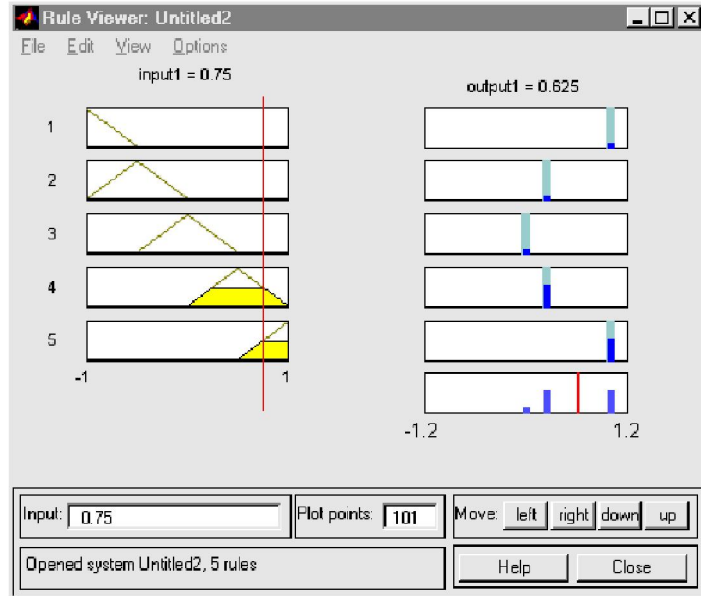 Rule Viewer: Untitled2
File Edit View Options
input1 = 0.75
output1 = 0.625
1
2
3
4
5
-1 1
-1.2 1.2
Input: 0.75 Plot points: 101 Move: left right down up
Opened system Untitled2, 5 rules
Help Close